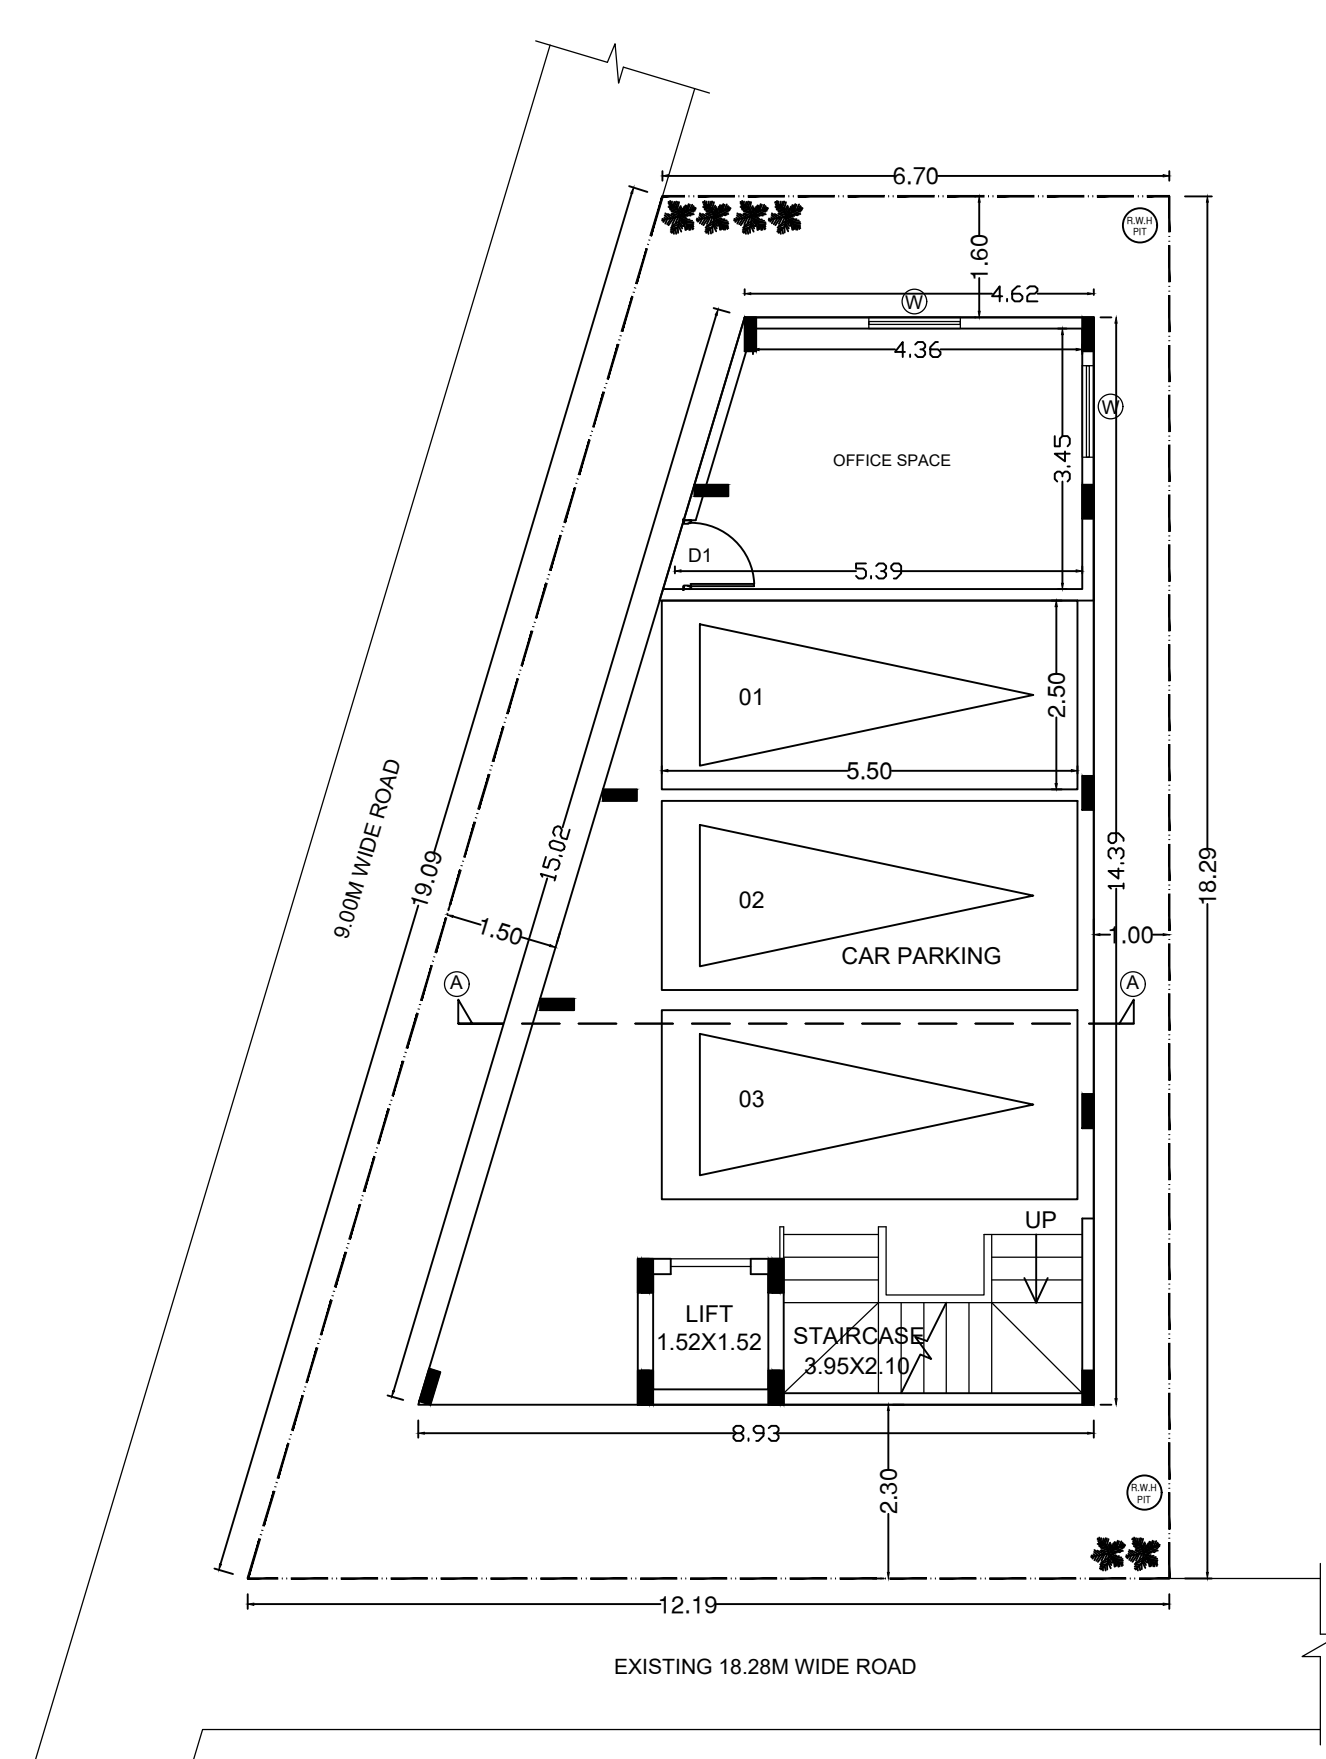 6.70
R.W.H
PIT
1.60
4.62
W
4.36
W
3.45
OFFICE SPACE
D1
5.39
01
2.50
5.50
9.00M WIDE ROAD
19.09
15.02
14.39
18.29
02
1.50
1.00
CAR PARKING
A
A
03
UP
LIFT
1.52X1.52
STAIRCASE
3.95X2.10
8.93
2.30
R.W.H
PIT
12.19
EXISTING 18.28M WIDE ROAD